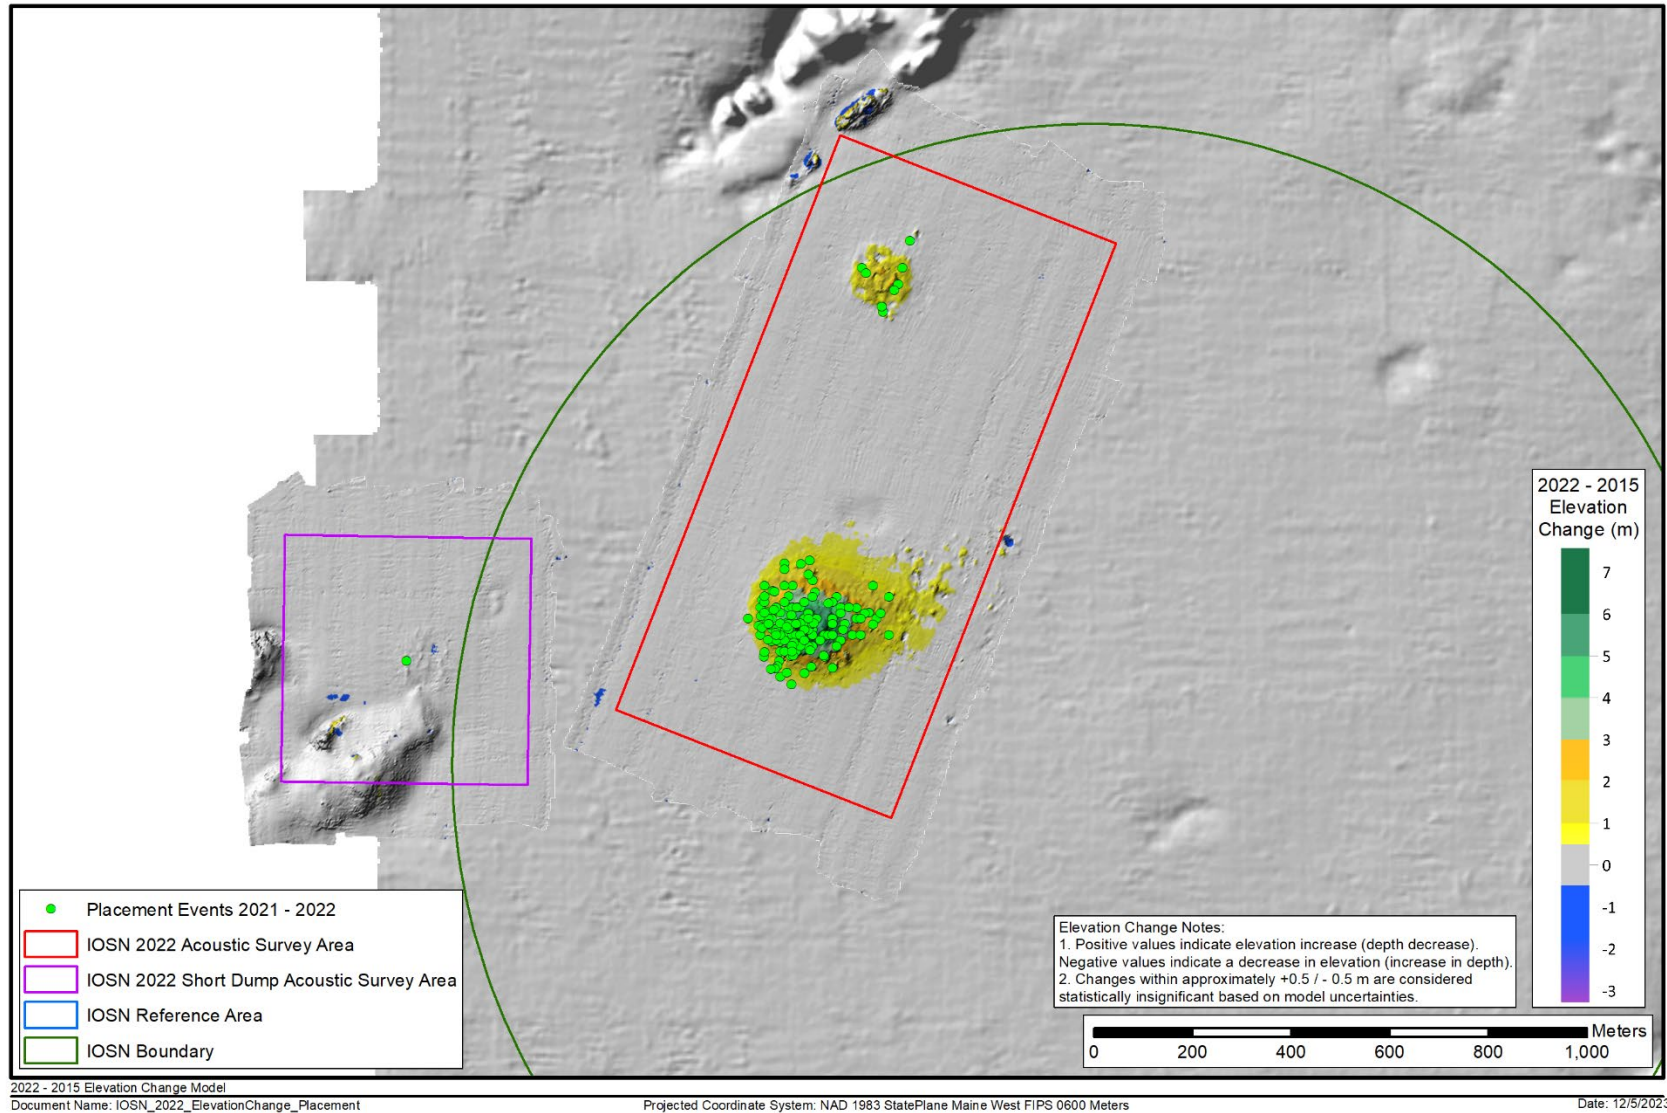 2022 - 2015
Elevation
Change (m)
7
6
5
4
3
2
1
0
-1
-2
-3
Placement Events 2021 - 2022
IOSN 2022 Acoustic Survey Area
IOSN 2022 Short Dump Acoustic Survey Area
IOSN Reference Area
IOSN Boundary
Elevation Change Notes:
1. Positive values indicate elevation increase (depth decrease).
Negative values indicate a decrease in elevation (increase in depth).
2. Changes within approximately +0.5 / - 0.5 m are considered
statistically insignificant based on model uncertainties.
Meters
0 200 400 600 800 1,000
2022 - 2015 Elevation Change Model
Document Name: IOSN_2022_ElevationChange_Placement
Projected Coordinate System: NAD 1983 StatePlane Maine West FIPS 0600 Meters
Date: 12/5/2023